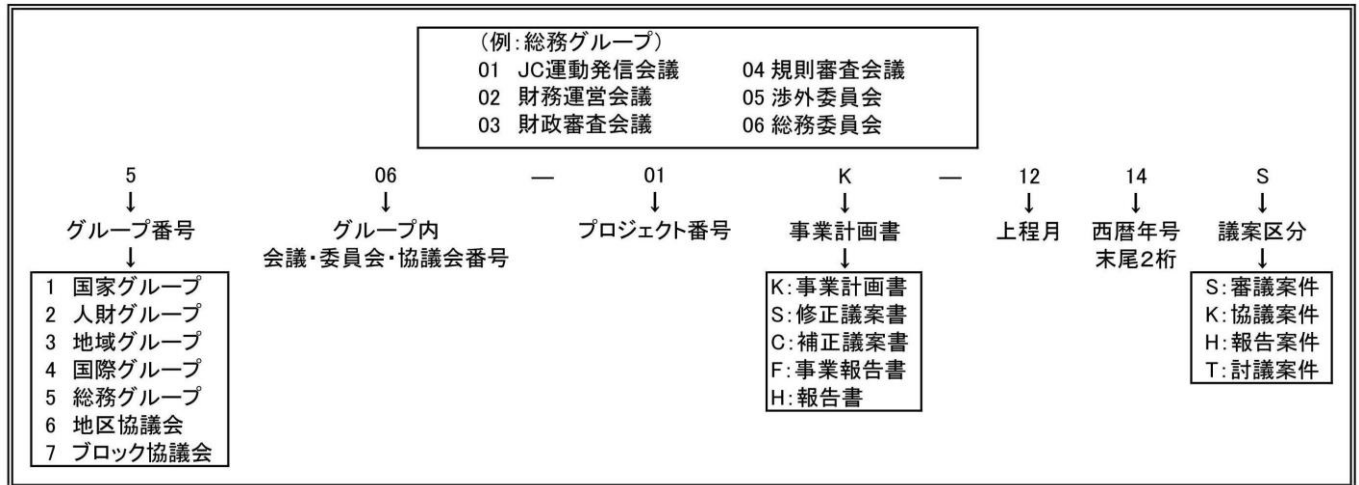 (例:総務グループ)
01 JC運動発信会議 04 規則審査会議
02 財務運営会議 05 渉外委員会
03 財政審査会議 06 総務委員会
5 06 — 01 K — 12 14 S
↓ ↓ ↓ ↓ ↓ ↓ ↓
グループ番号 グループ内 プロジェクト番号 事業計画書 上程月 西暦年号 議案区分
会議・委員会・協議会番号 末尾2桁
↓ ↓ ↓
1 国家グループ
2 人財グループ
3 地域グループ
4 国際グループ
5 総務グループ
6 地区協議会
7 ブロック協議会
K:事業計画書
S:修正議案書
C:補正議案書
F:事業報告書
H:報告書
S:審議案件
K:協議案件
H:報告案件
T:討議案件